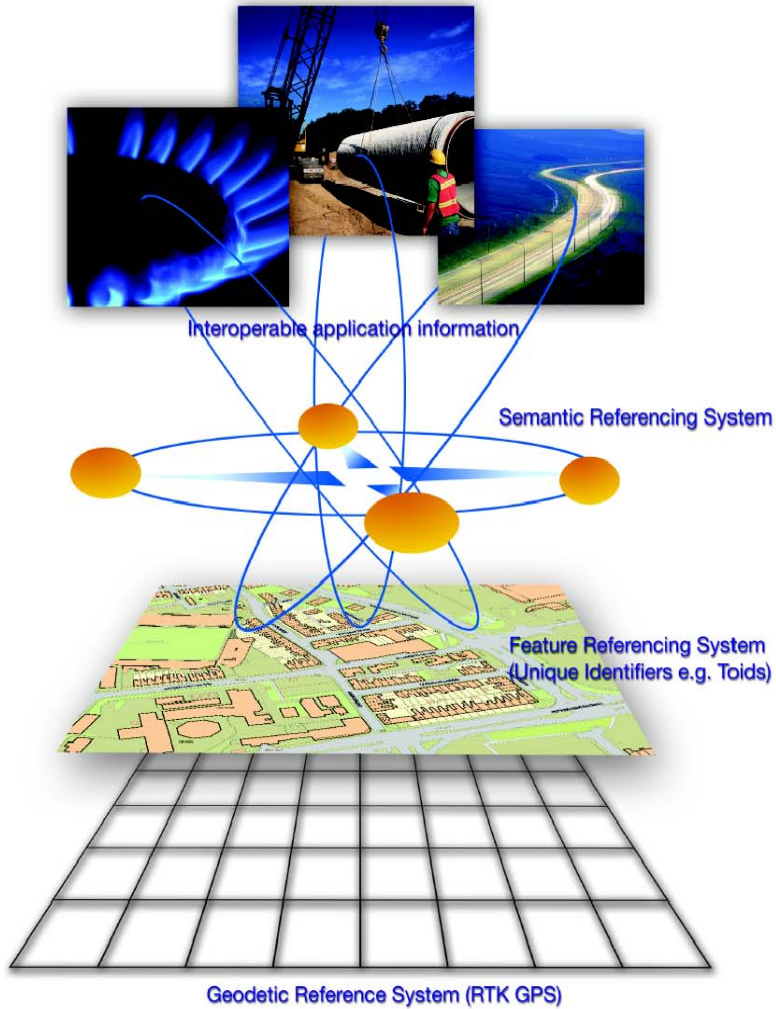 Interoperable application information
Semantic Referencing System
Feature Referencing System
(Unique Identifiers e.g. Toids)
Geodetic Reference System (RTK GPS)